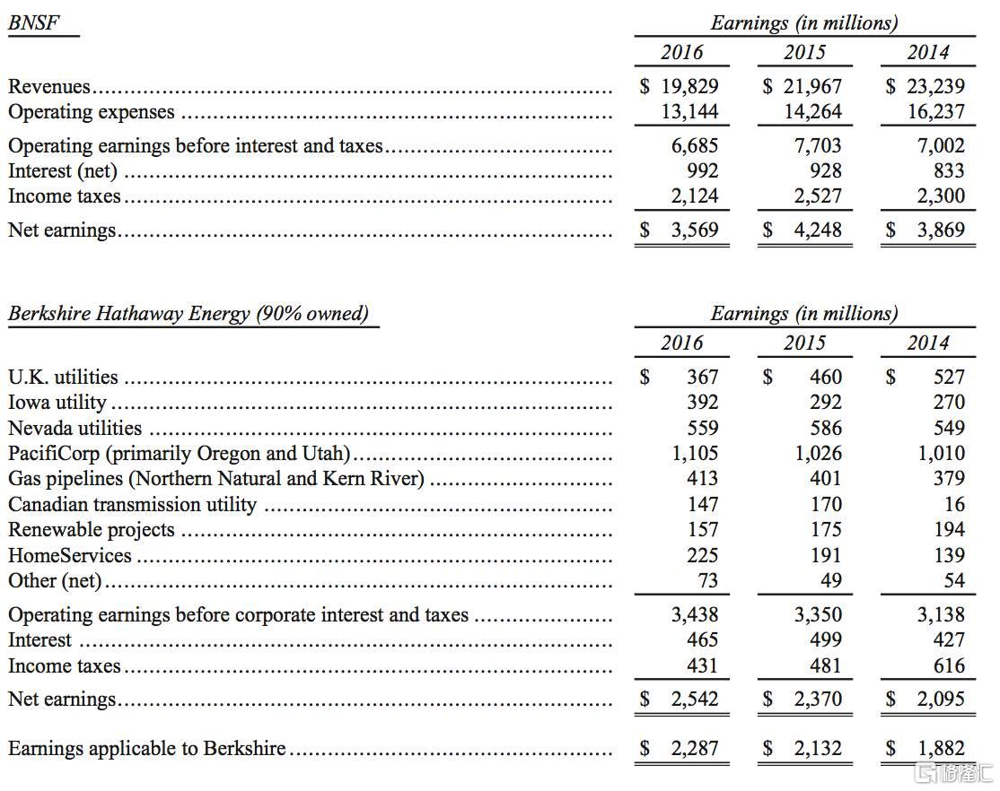 BNSF Earnings (in millions)
2016 2015 2014
Revenues $ 19,829 $ 21,967 $ 23,239
Operating expenses 13,144 14,264 16,237
Operating earnings before interest and taxes 6,685 7,703 7,002
Interest (net) 992 928 833
Income taxes 2,124 2,527 2,300
Net earnings $ 3,569 $ 4,248 $ 3,869
Berkshire Hathaway Energy (90% owned) Earnings (in millions)
2016 2015 2014
U.K. utilities $ 367 $ 460 $ 527
Iowa utility 392 292 270
Nevada utilities 559 586 549
PacifiCorp (primarily Oregon and Utah) 1,105 1,026 1,010
Gas pipelines (Northern Natural and Kern River) 413 401 379
Canadian transmission utility 147 170 16
Renewable projects 157 175 194
HomeServices 225 191 139
Other (net) 73 49 54
Operating earnings before corporate interest and taxes 3,438 3,350 3,138
Interest 465 499 427
Income taxes 431 481 616
Net earnings $ 2,542 $ 2,370 $ 2,095
Earnings applicable to Berkshire $ 2,287 $ 2,132 $ 1,882
格隆汇